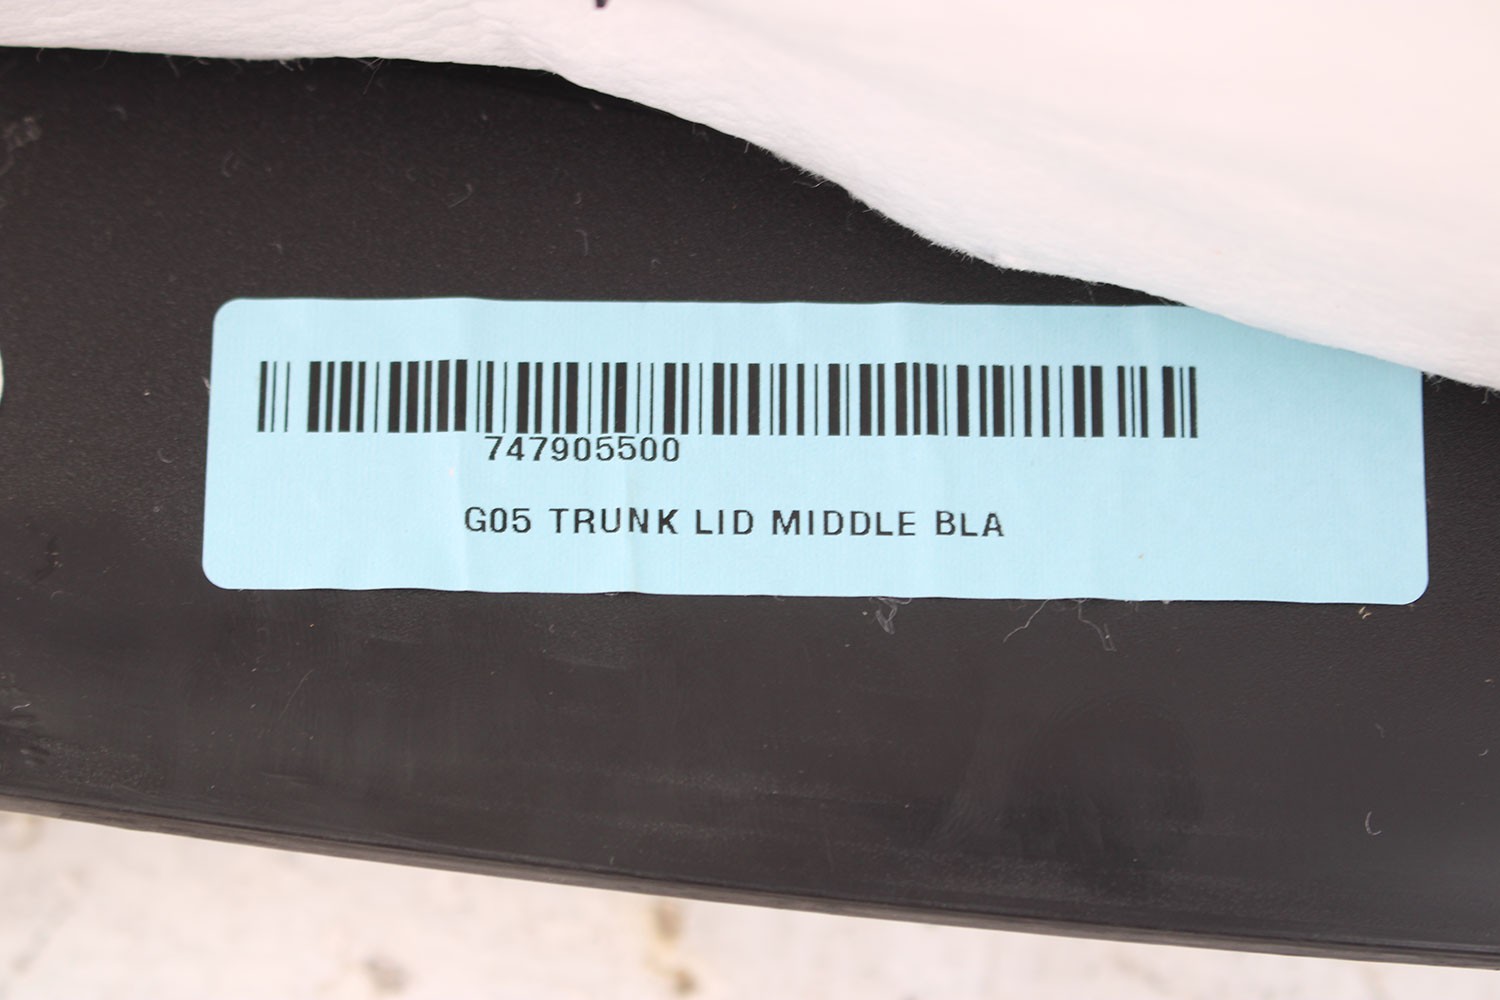 747905500
G05 TRUNK LID MIDDLE BLA